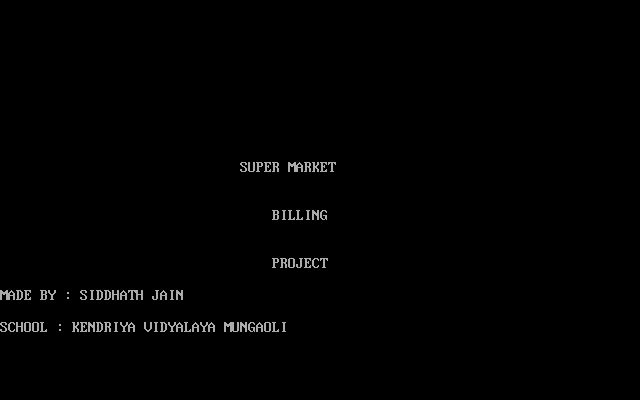 SUPER MARKET
BILLING
PROJECT
MADE BY : SIDDHATH JAIN
SCHOOL : KENDRIYA VIDYALAYA MUNGAOLI